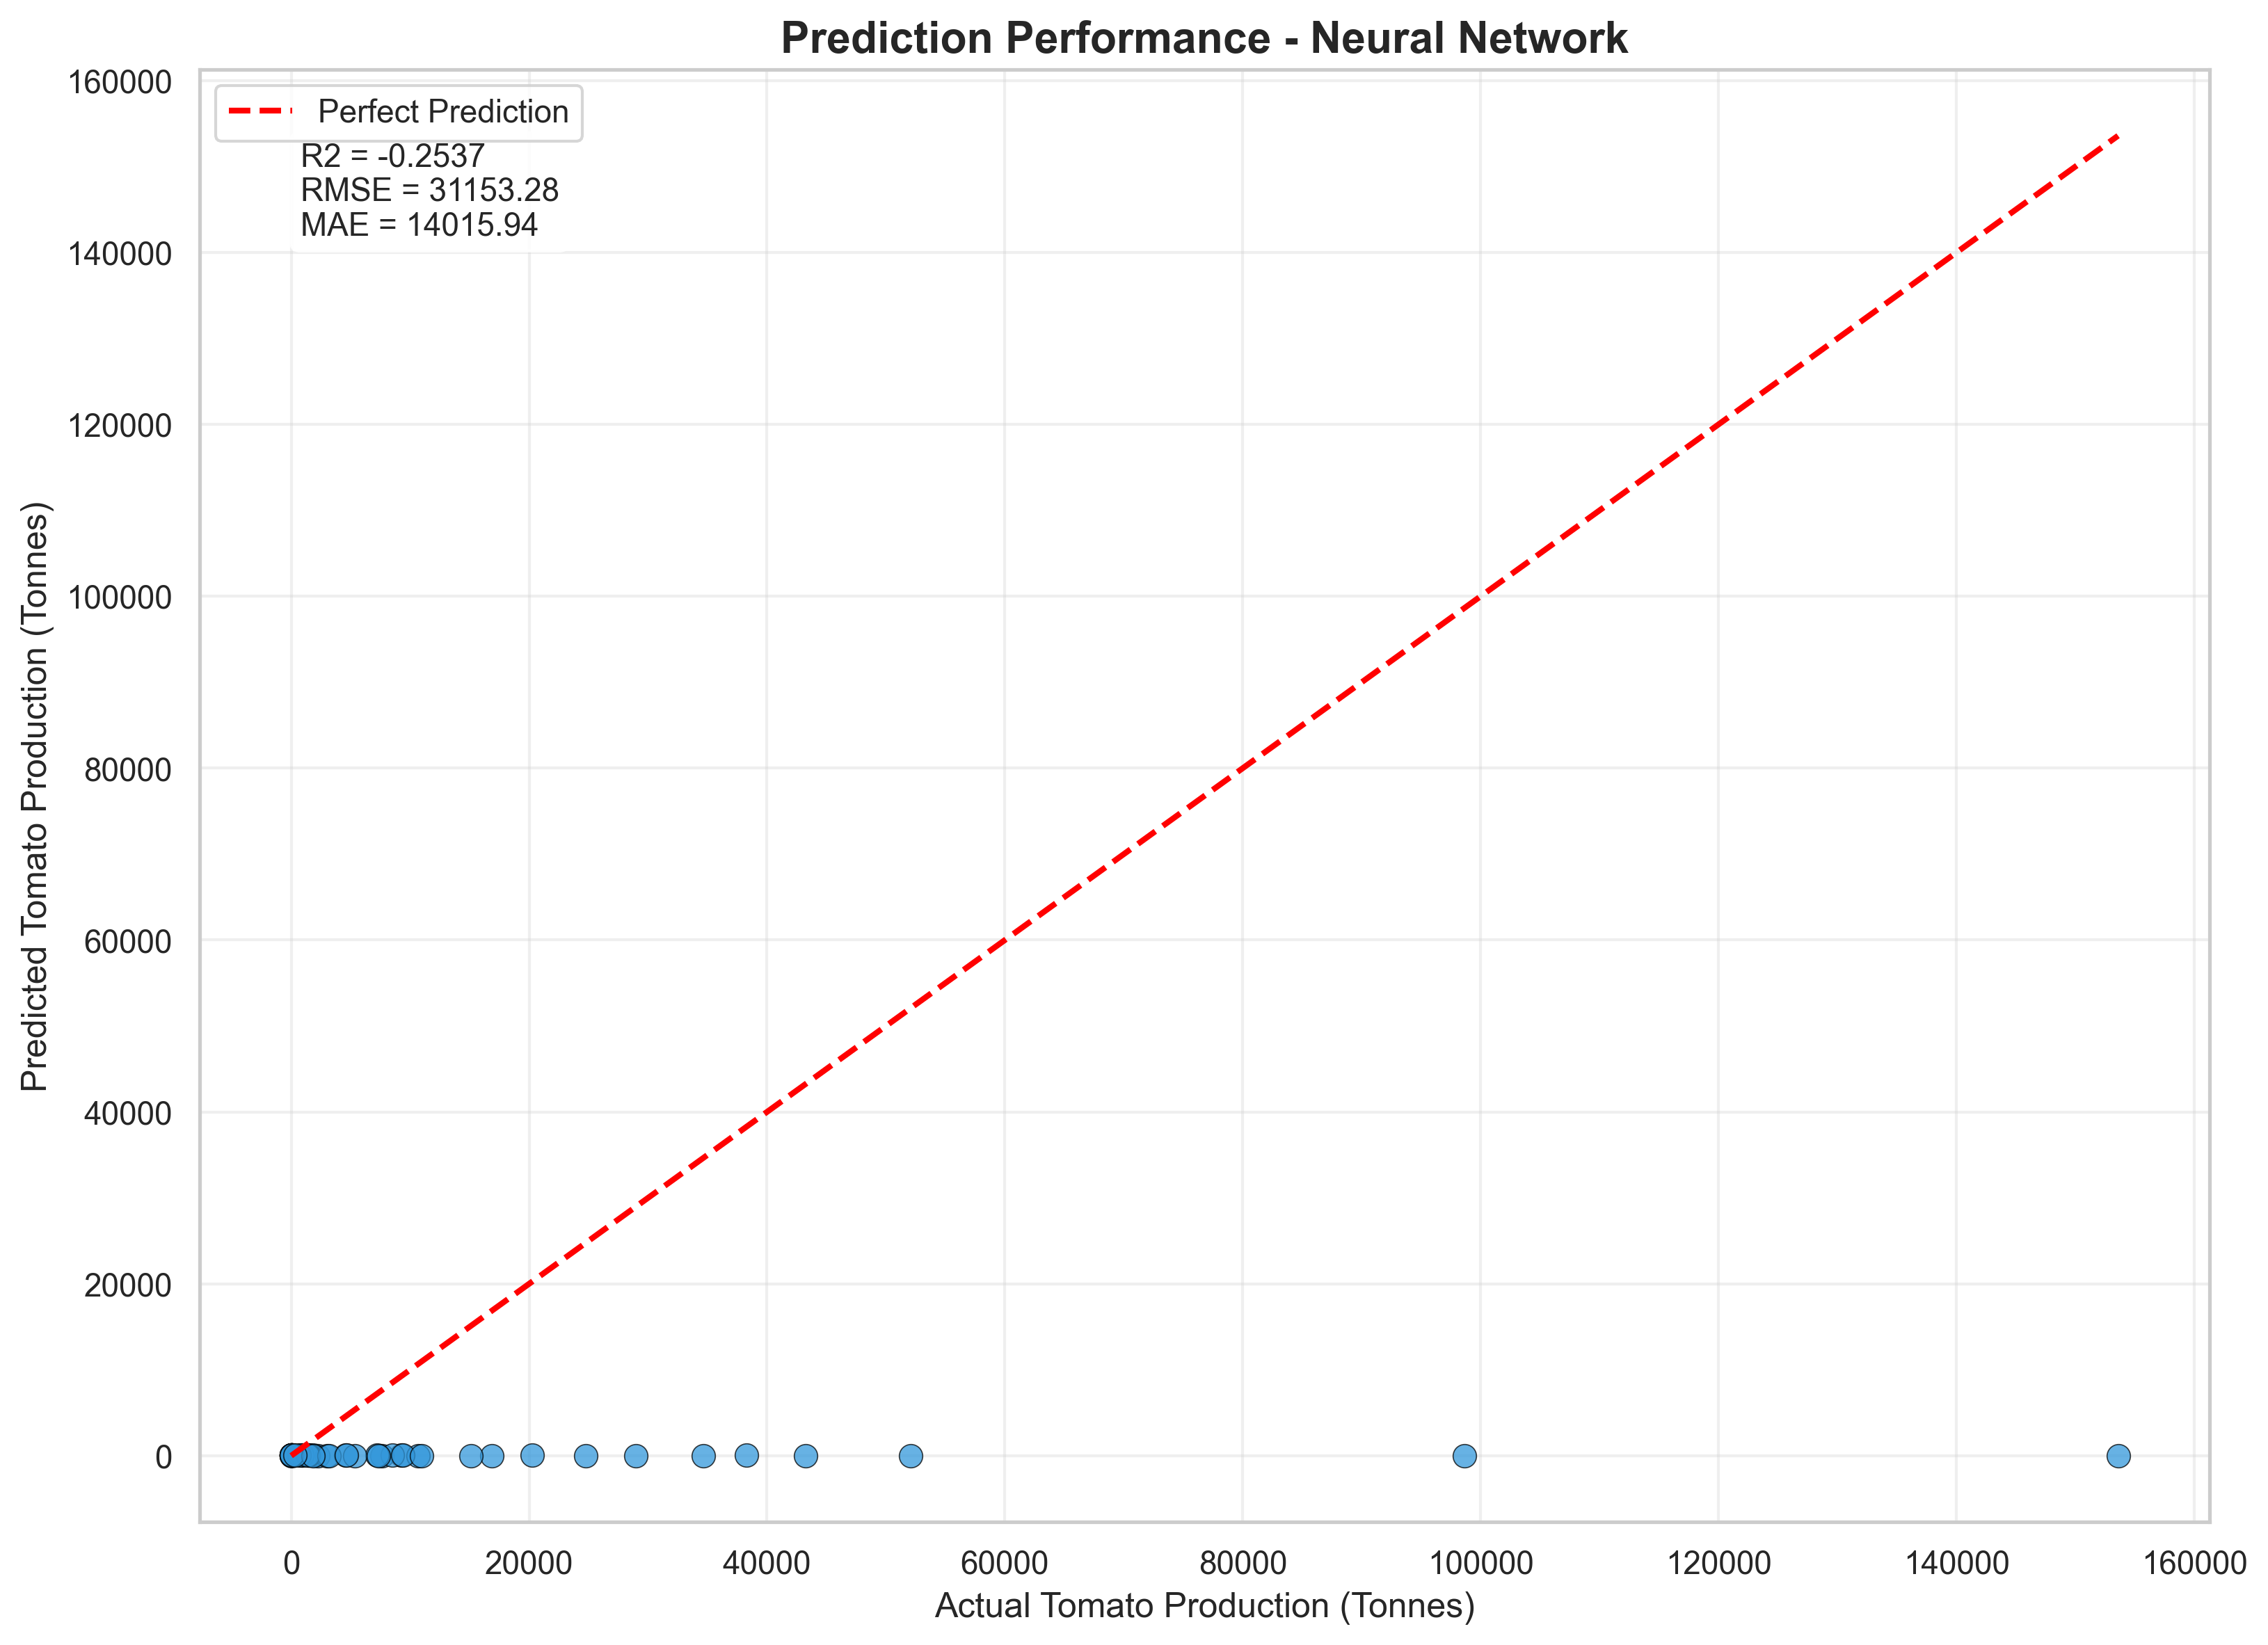 Prediction Performance - Neural Network
Perfect Prediction
R2 = -0.2537
RMSE = 31153.28
MAE = 14015.94
Predicted Tomato Production (Tonnes)
160000
140000
120000
100000
80000
60000
40000
20000
0
0 20000 40000 60000 80000 100000 120000 140000 160000
Actual Tomato Production (Tonnes)